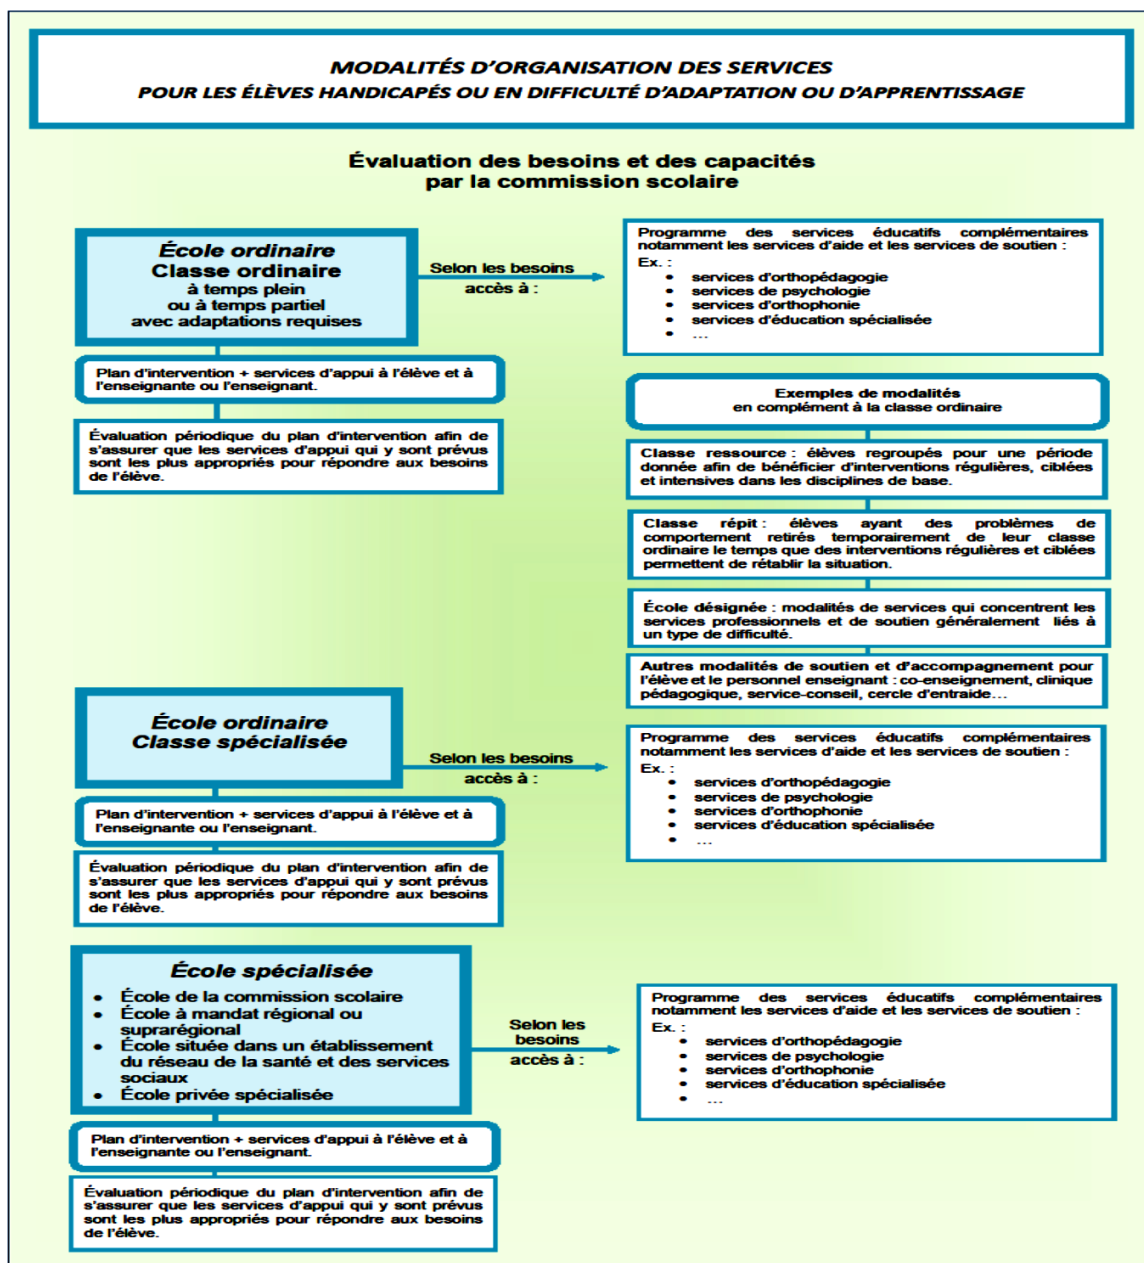 MODALITÉS D'ORGANISATION DES SERVICES
POUR LES ÉLÈVES HANDICAPÉS OU EN DIFFICULTÉ D'ADAPTATION OU D'APPRENTISSAGE
Évaluation des besoins et des capacités
par la commission scolaire
École ordinaire
Classe ordinaire
à temps plein
ou à temps partiel
avec adaptations requises
Selon les besoins
accès à :
Programme des services éducatifs complémentaires
notamment les services d'aide et les services de soutien :
Ex. :
• services d'orthopédagogie
• services de psychologie
• services d'orthophonie
• services d'éducation spécialisée
• …
Plan d'intervention + services d'appui à l'élève et à
l'enseignante ou l'enseignant.
Évaluation périodique du plan d'intervention afin de
s'assurer que les services d'appui qui y sont prévus
sont les plus appropriés pour répondre aux besoins
de l'élève.
Exemples de modalités
en complément à la classe ordinaire
Classe ressource : élèves regroupés pour une période
donnée afin de bénéficier d'interventions régulières, ciblées
et intensives dans les disciplines de base.
Classe répit : élèves ayant des problèmes de
comportement retirés temporairement de leur classe
ordinaire le temps que des interventions régulières et ciblées
permettent de rétablir la situation.
École désignée : modalités de services qui concentrent les
services professionnels et de soutien généralement liés à
un type de difficulté.
Autres modalités de soutien et d'accompagnement pour
l'élève et le personnel enseignant : co-enseignement, clinique
pédagogique, service-conseil, cercle d'entraide…
École ordinaire
Classe spécialisée
Selon les besoins
accès à :
Programme des services éducatifs complémentaires
notamment les services d'aide et les services de soutien :
Ex. :
• services d'orthopédagogie
• services de psychologie
• services d'orthophonie
• services d'éducation spécialisée
• …
Plan d'intervention + services d'appui à l'élève et à
l'enseignante ou l'enseignant.
Évaluation périodique du plan d'intervention afin de
s'assurer que les services d'appui qui y sont prévus
sont les plus appropriés pour répondre aux besoins
de l'élève.
École spécialisée
• École de la commission scolaire
• École à mandat régional ou
suprarégional
• École située dans un établissement
du réseau de la santé et des services
sociaux
• École privée spécialisée
Selon les
besoins
accès à :
Programme des services éducatifs complémentaires
notamment les services d'aide et les services de soutien :
Ex. :
• services d'orthopédagogie
• services de psychologie
• services d'orthophonie
• services d'éducation spécialisée
• …
Plan d'intervention + services d'appui à l'élève et à
l'enseignante ou l'enseignant.
Évaluation périodique du plan d'intervention afin de
s'assurer que les services d'appui qui y sont prévus
sont les plus appropriés pour répondre aux besoins
de l'élève.